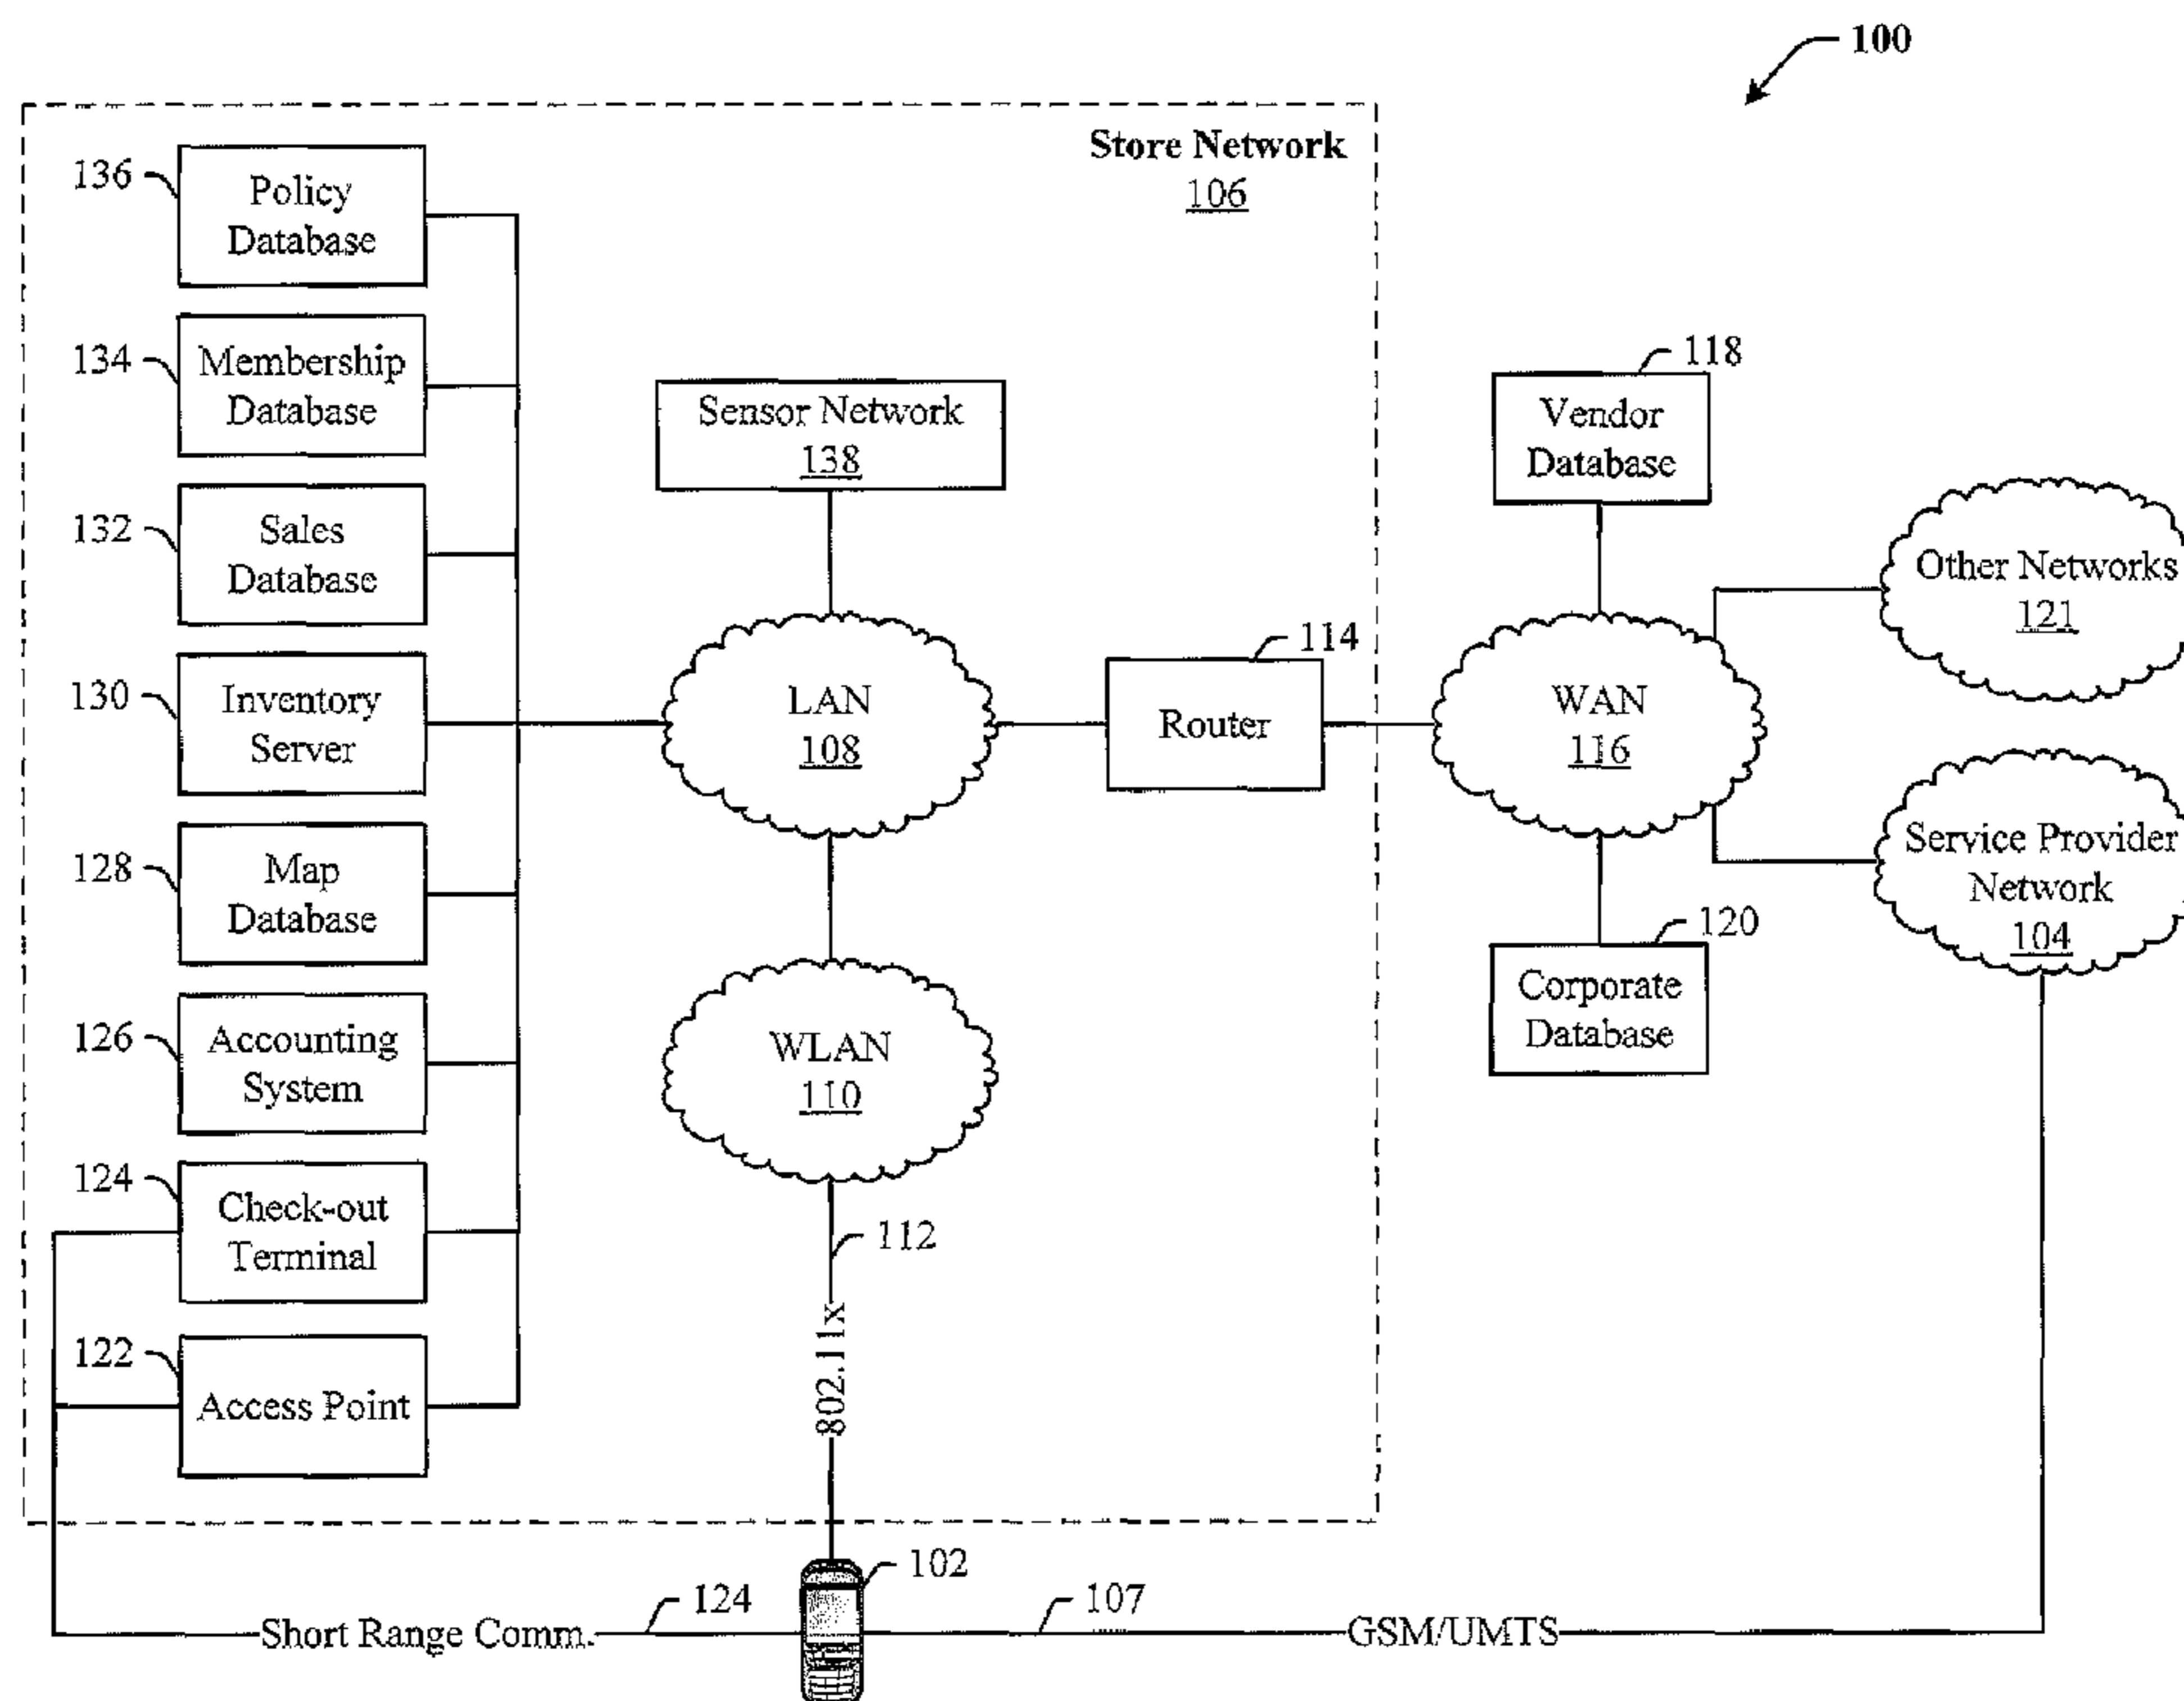 100
Store Network
106
136
Policy
Database
134
Membership
Database
132
Sales
Database
130
Inventory
Server
128
Map
Database
126
Accounting
System
124
Check-out
Terminal
122
Access Point
Sensor Network
138
LAN
108
WLAN
110
112
802.11x
114
Router
118
Vendor
Database
WAN
116
120
Corporate
Database
Other Networks
121
Service Provider
Network
104
102
Short Range Comm.
124
107
GSM/UMTS